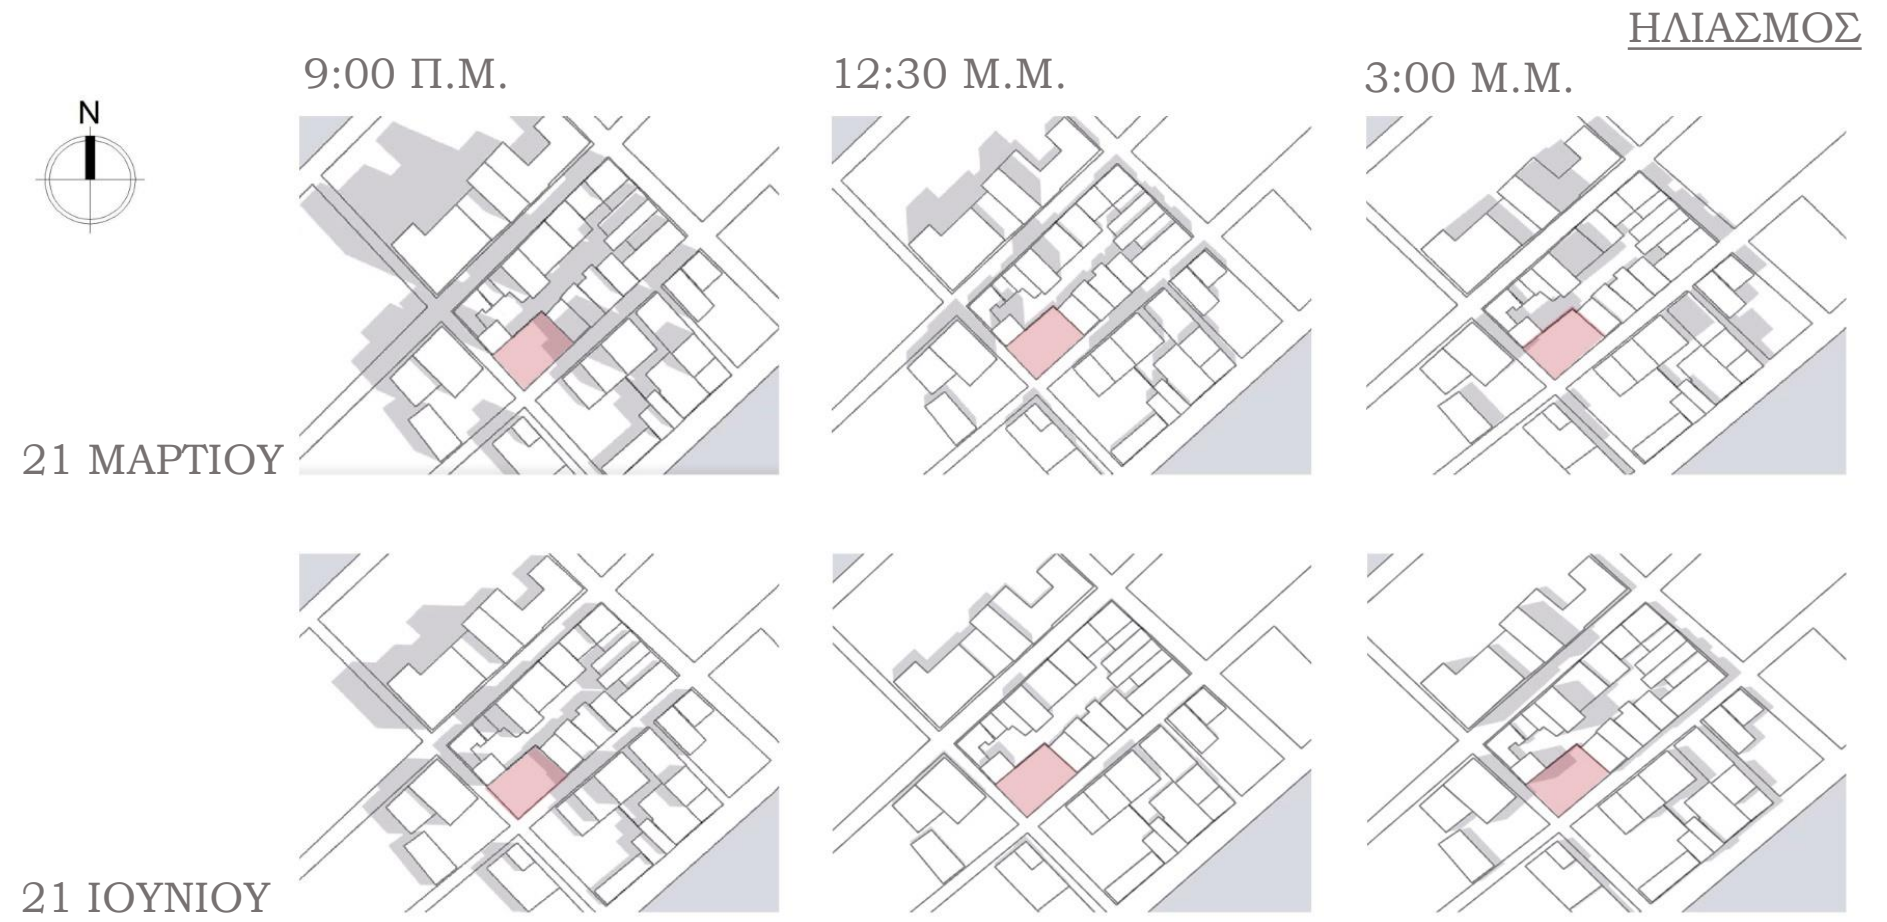 ΗΛΙΑΣΜΟΣ
9:00 Π.Μ.
12:30 Μ.Μ.
3:00 Μ.Μ.
N
21 ΜΑΡΤΙΟΥ
21 ΙΟΥΝΙΟΥ